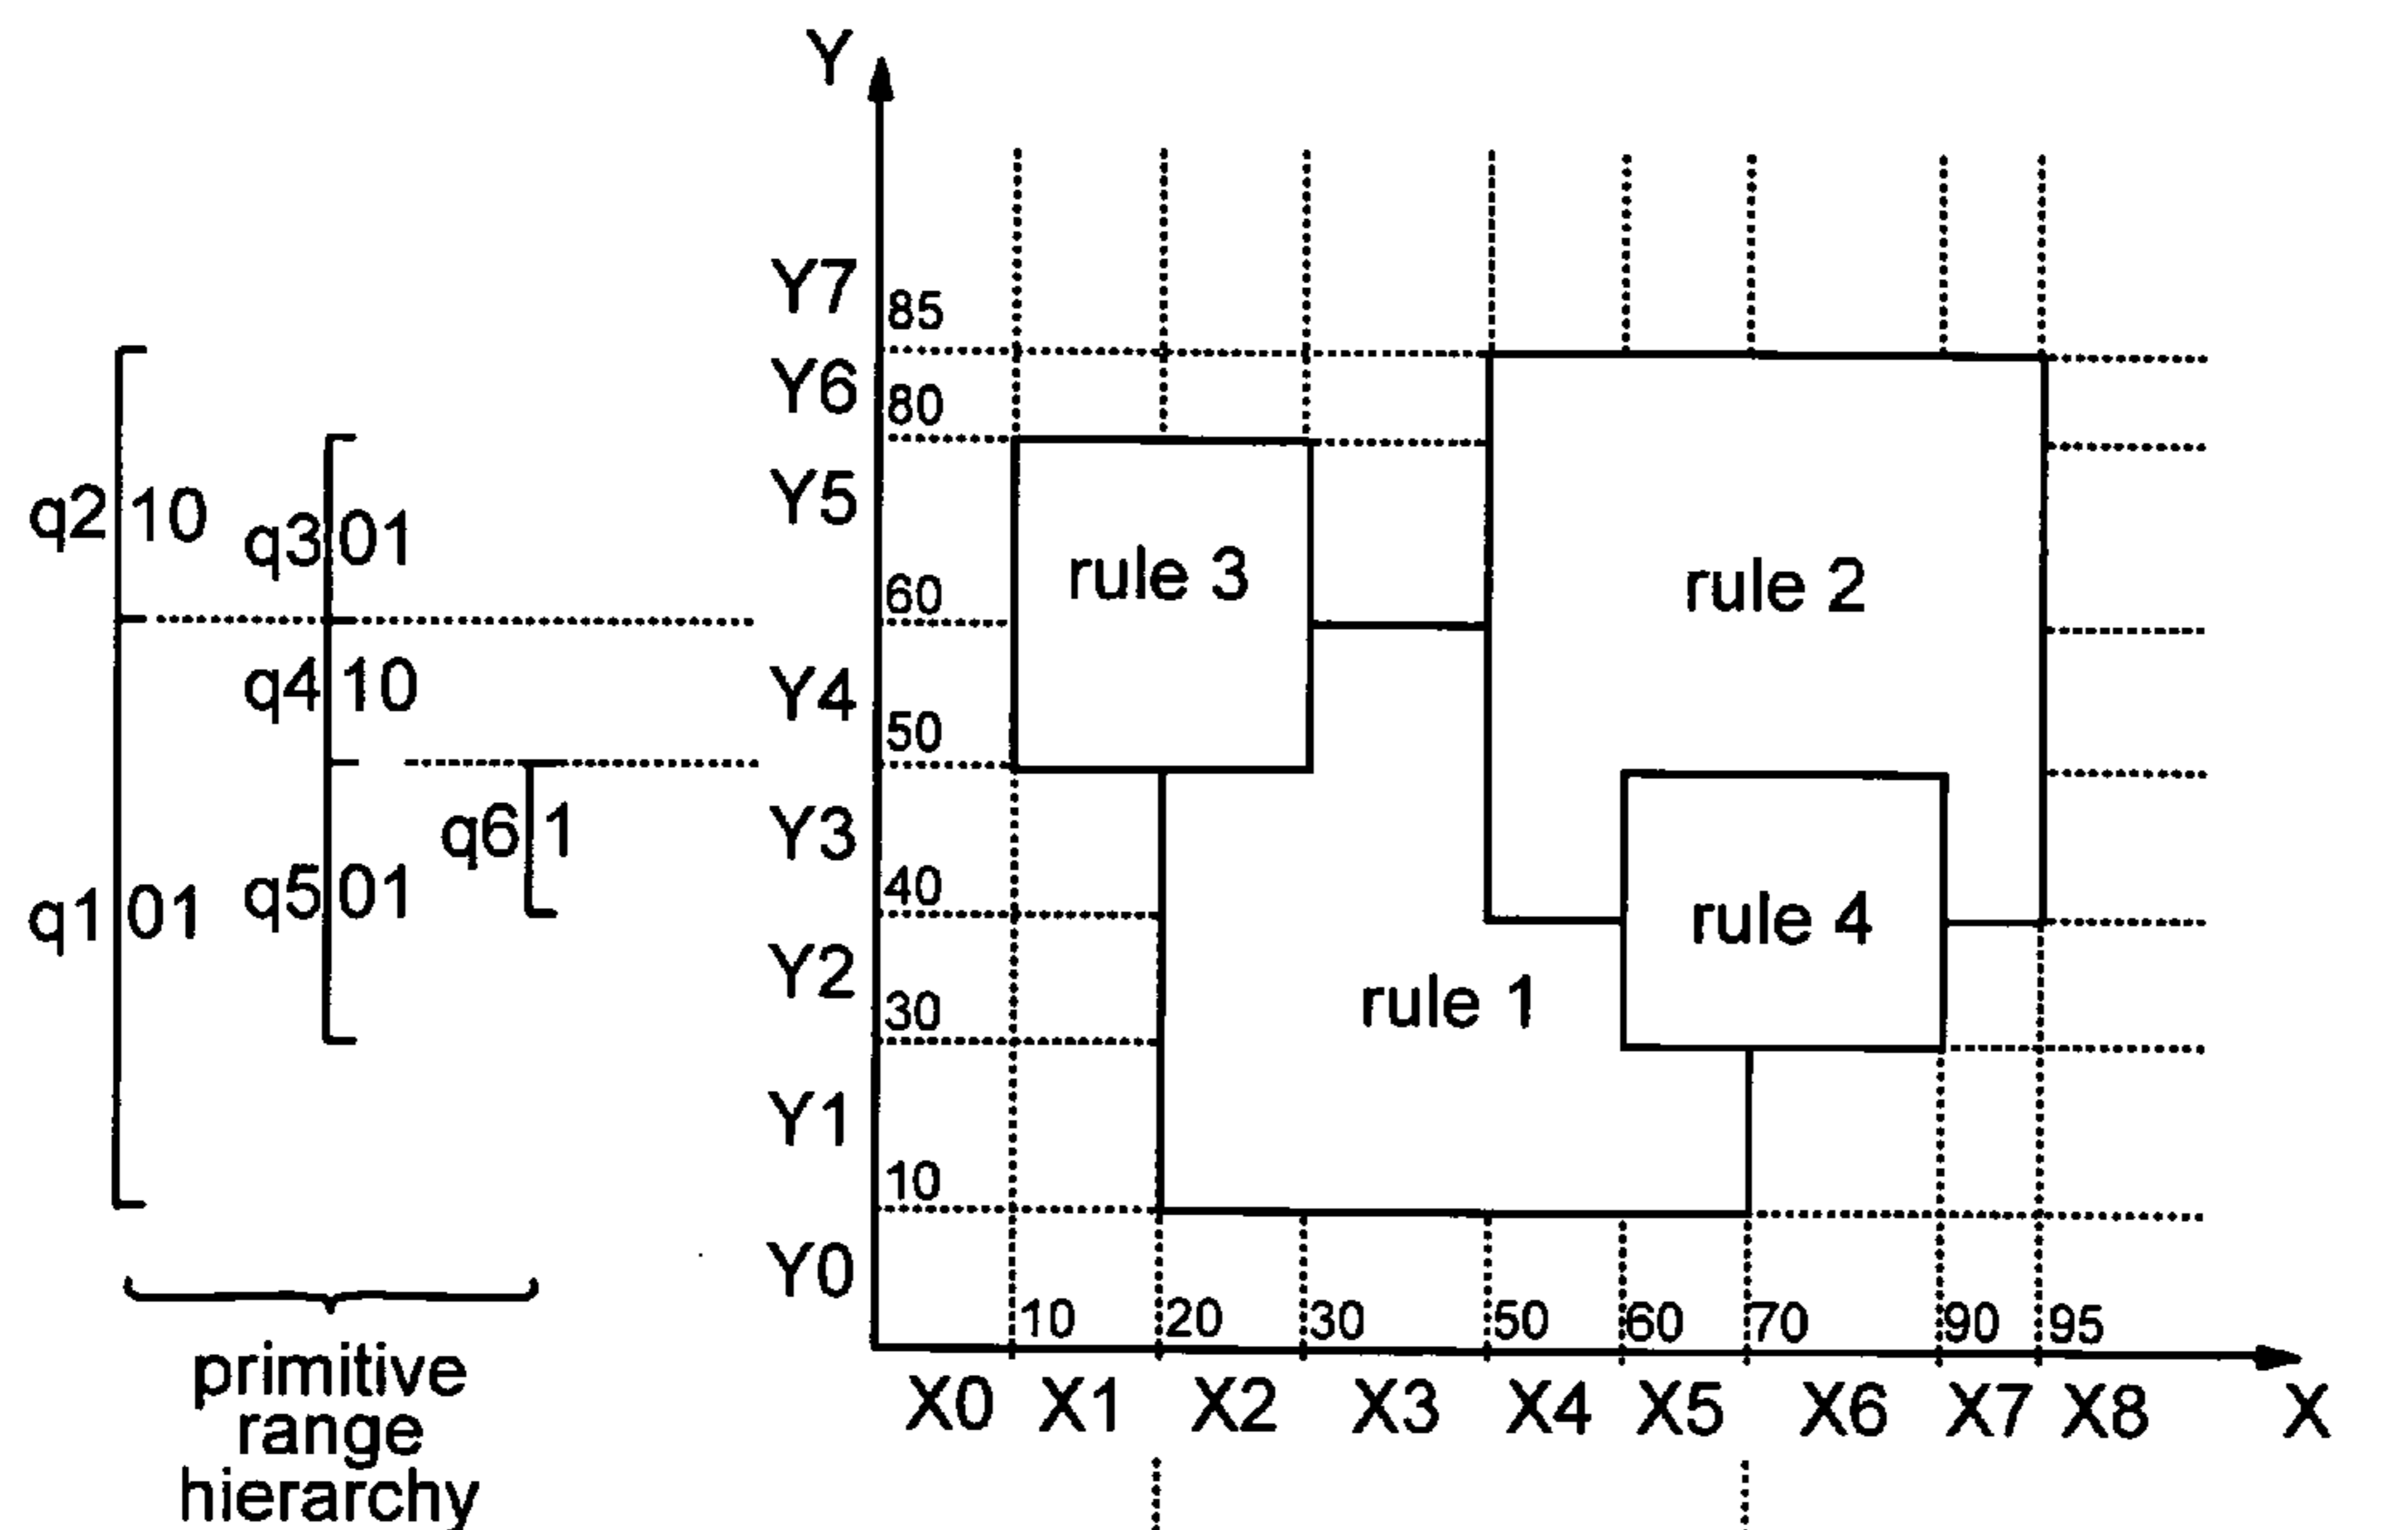 Y
Y7
85
Y6
80
Y5
q2 10
q3 01
rule 3
rule 2
60
q4 10
Y4
50
q6 1
Y3
40
q5 01
q1 01
rule 4
Y2
30
rule 1
Y1
10
Y0
10 20 30 50 60 70 90 95
X0 X1 X2 X3 X4 X5 X6 X7 X8 X
primitive
range
hierarchy